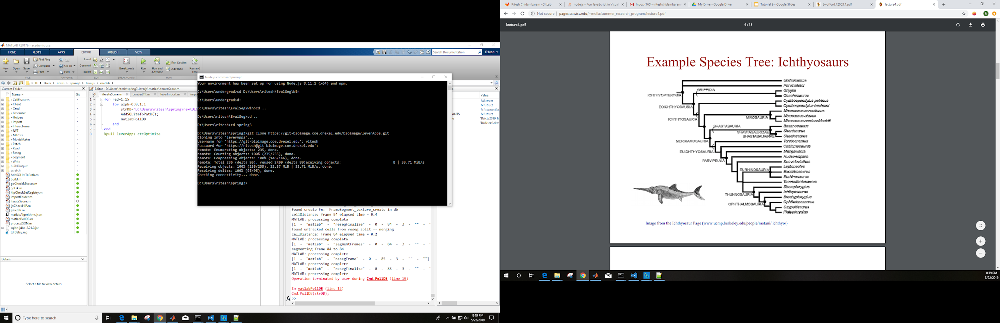 MATLAB R2017b - academic use
HOME PLOTS APPS EDITOR PUBLISH VIEW
Search Documentation
Ritesh
New Open Save
Find Files
Compare
Print
Go To
Find
Insert
Comment
Indent
Breakpoints
Run
Run and Advance
Run Section
Advance
Run and Time
FILE NAVIGATE EDIT BREAKPOINTS RUN
D: Users ritesh spring3 leverjs matlab
Current Folder
Name Git
+CellFeatures
+Client
+Cmd
+Ensemble
+Helpers
+Import
+Interactome
+JWT
+Mitosis
+MovieMaker
+Patch
+Read
+Reseg
+Segment
+Write
buildOutput
scratch
AddSQLiteToPath.m
build.m
goCheckMitoses.m
goErk.m
hipCheckSetRegistry.m
importFolder.m
iterateScore.m
ljsCheckHIP.m
ljsFetch.m
matlabAlgorithms.json
matlabPollDB.m
processJSON.m
sqlite-jdbc-3.21.0.jar
tdrDelay.reg
Details
Select a file to view details
Editor - D:\Users\ritesh\spring3\leverjs\matlab\iterateScore.m
+29 iterateScore.m convertTif.m leverImport.m impo
1 for rad=1:15
2 for alph=0:0.1:1
3 strDB='D:\Users\ritesh\spring\new\DIC
4 AddSQLiteToPath();
5 matlabPollDB
6 end
7 end
8 %pull leverApps ctcOptimize
Node.js command prompt
Your environment has been set up for using Node.js 8.11.1 (x64) and npm.
C:\Users\undergrad>cd D:\Users\ritesh\EvalSeg\Win
C:\Users\undergrad>d:
D:\Users\ritesh\EvalSeg\Win>cd ..
D:\Users\ritesh\EvalSeg>cd ..
D:\Users\ritesh>cd spring3
D:\Users\ritesh\spring3>git clone https://git-bioimage.coe.drexel.edu/bioimage/leverApps.git
Cloning into 'leverApps'...
Username for 'https://git-bioimage.coe.drexel.edu': ritesh
Password for 'https://ritesh@git-bioimage.coe.drexel.edu':
remote: Enumerating objects: 235, done.
remote: Counting objects: 100% (235/235), done.
remote: Compressing objects: 100% (146/146), done.
remote: Total 235 (delta 95), reused 2R09 (delta 80)eceiving objects: B | 33.71 MiB/s
Receiving objects: 100% (235/235), 32.37 MiB | 33.71 MiB/s, done.
Resolving deltas: 100% (95/95), done.
Checking connectivity... done.
D:\Users\ritesh\spring3>
Value
1x8 struct
1x1 struct
1x1 connection
1x1 struct
'D:\ctc2019_fi
'D:\Users\rites
found create Fn: FrameSegment_texture_create in db
cellDistance: frame 84 elapsed time = 0.4
MATLAB: processing complete
[1 - "matlab" - "resegFinalize" - 0 - 84 - 3 - "" - "
found untracked cells from reseg split -- merging
cellDistance: frame 84 elapsed time = 0.2
MATLAB: processing complete
[1 - "matlab" - "segmentFrames" - 0 - 84 - 3 - "" - "
segmenting frame 84 to 84
MATLAB: processing complete
[1 - "matlab" - "resegFrame" - 0 - 85 - 3 - "" - ""]
MATLAB: processing complete
[1 - "matlab" - "resegFinalize" - 0 - 85 - 3 - "" - "
MATLAB: processing complete
Operation terminated by user during Cmd.PollDB (line 19)
In matlabPollDB (line 15)
Cmd.PollDB(strDB);
fx >>
Type here to search
8:19 PM
5/22/2019
Ritesh Chidambaram · GitLab
node.js - Run JavaScript in Visual
Inbox (160) - riteshchidambaram
My Drive - Google Drive
Tutorial 9 - Google Slides
Swofford.F2003.1.pdf
lecture4.pdf
Not secure | pages.cs.wisc.edu/~molla/summer_research_program/lecture4.pdf
R
lecture4.pdf
4 / 18
Example Species Tree: Ichthyosaurs
Utatsusaurus
Parvinatator
GRIPPIDIA
Grippia
ICHTHYOPTERYGIA
Chaohusaurus
Cymbospondylus petrinus
EOICHTHYOSAURIA
Cymbospondylus buchseri
Mixosaurus cornalianus
MIXOSAURIA
Mixosaurus atavus
ICHTHYOSAURIA
Mixosaurus nordenskioeldii
SHASTASAURIA
Besanosaurus
SHASTASAURIDAE
Shonisaurus
SHASTASAURINAE
Shastasaurus
MERRIAMOSAURIA
Toretocnemus
Californosaurus
EUICHTHYOSAURIA
Macgowania
Hudsonelpidia
PARVIPELVIA
Suevoleviathan
Leptonectes
EURHINOSAURIA
Excalibosaurus
Eurhinosaurus
Temnodontosaurus
Stenopterygius
Ichthyosaurus
THUNNOSAURIA
Brachypterygius
Ophthalmosaurus
OPHTHALMOSAURIA
Caypullisaurus
Platypterygius
Image from the Ichthyosaur Page (www.ucmp.berkeley.edu/people/motani/ ichthyo/)
8:19 PM
5/22/2019